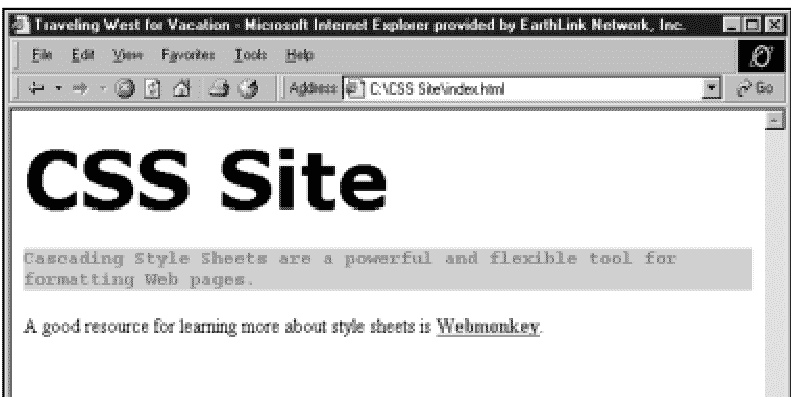 Traveling West for Vacation - Microsoft Internet Explorer provided by EarthLink Network, Inc.
File Edit View Favorites Tools Help
Address C:\CSS Site\index.html Go
CSS Site
Cascading Style Sheets are a powerful and flexible tool for
formatting Web pages.
A good resource for learning more about style sheets is Webmonkey.